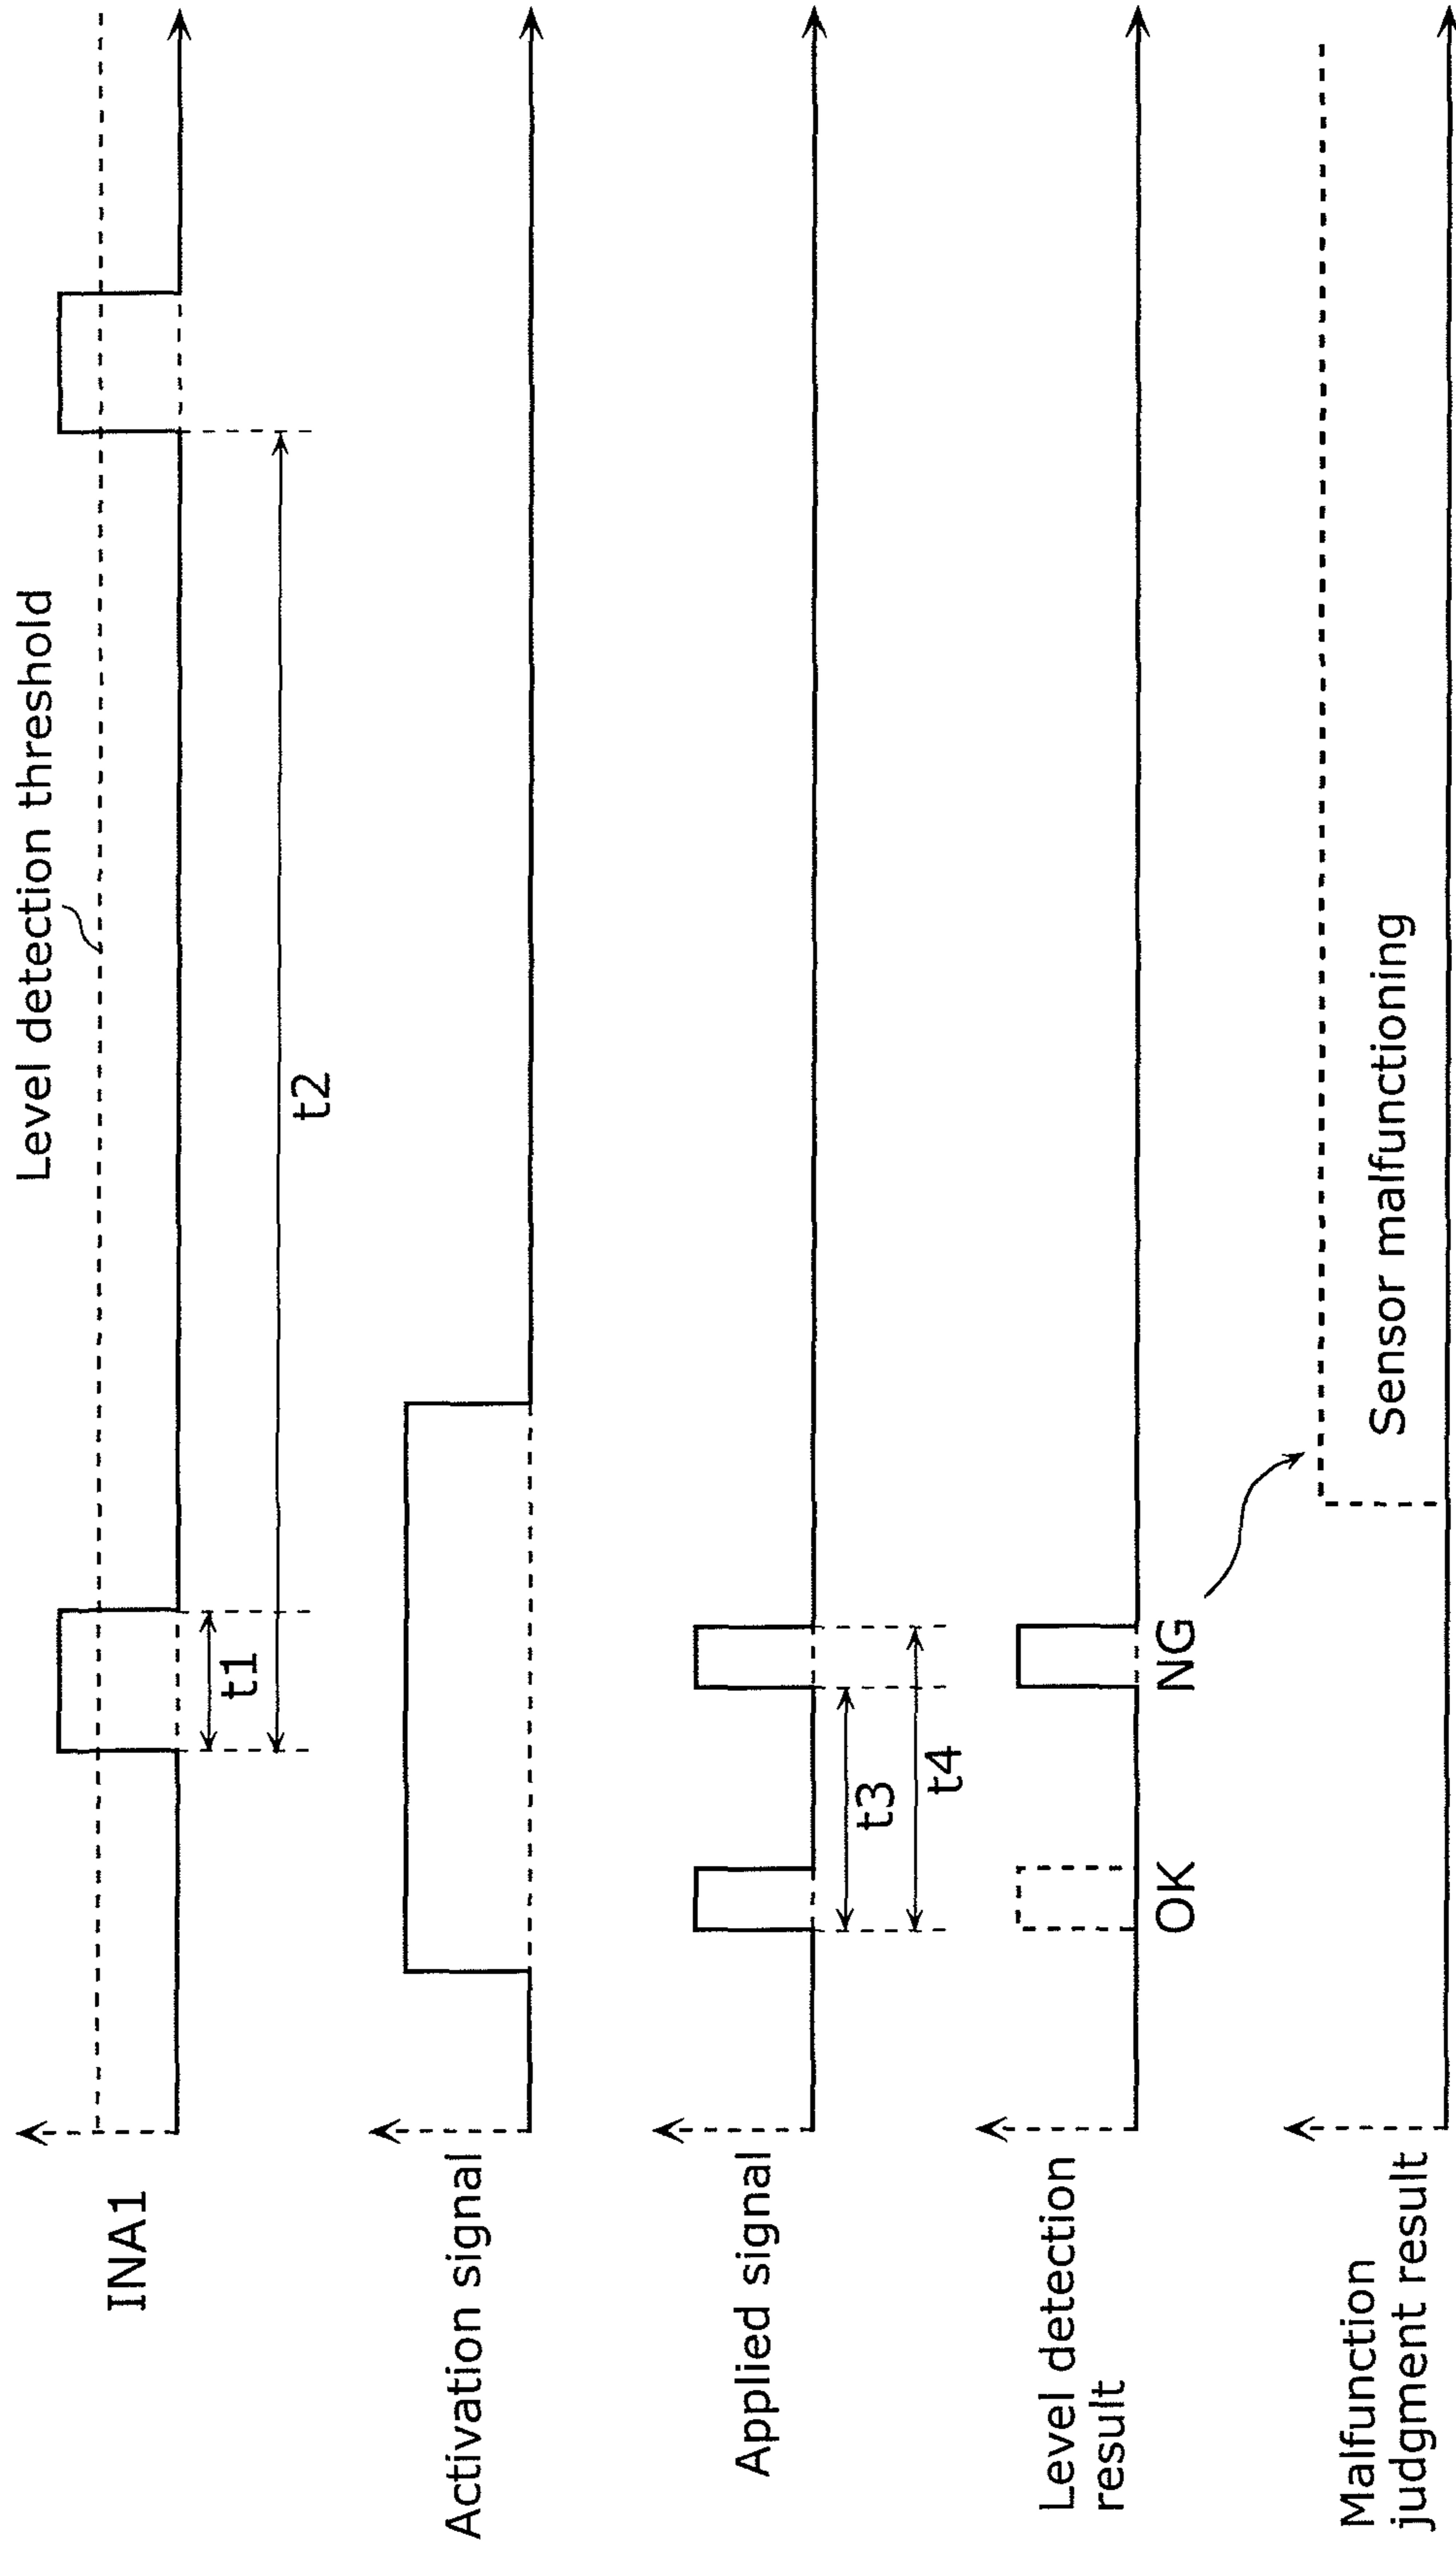 Level detection threshold
INA1
t1
t2
Activation signal
Applied signal
t3
t4
Level detection
result
OK
NG
Malfunction
judgment result
Sensor malfunctioning